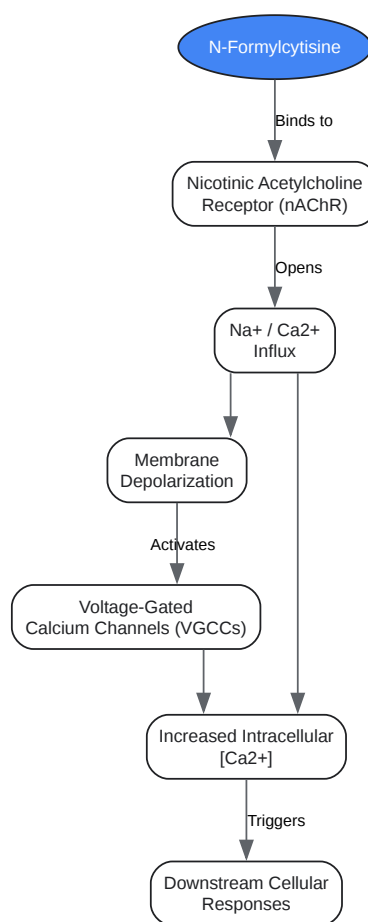 N-Formylcytisine
Binds to
Nicotinic Acetylcholine
Receptor (nAChR)
Opens
Na+ / Ca2+
Influx
Membrane
Depolarization
Activates
Voltage-Gated
Calcium Channels (VGCCs)
Increased Intracellular
[Ca2+]
Triggers
Downstream Cellular
Responses